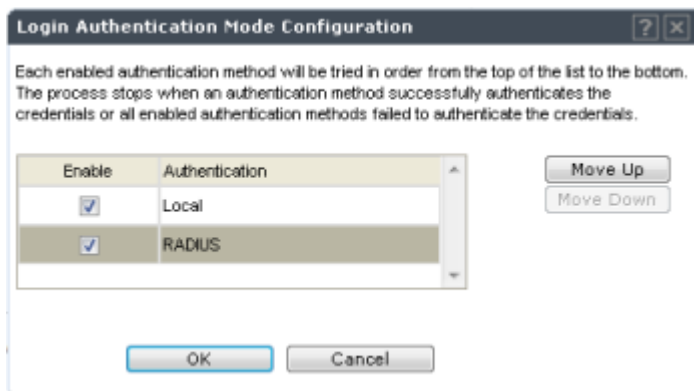 Login Authentication Mode Configuration
? ×
Each enabled authentication method will be tried in order from the top of the list to the bottom.
The process stops when an authentication method successfully authenticates the
credentials or all enabled authentication methods failed to authenticate the credentials.
Enable Authentication
Local
RADIUS
Move Up
Move Down
OK Cancel